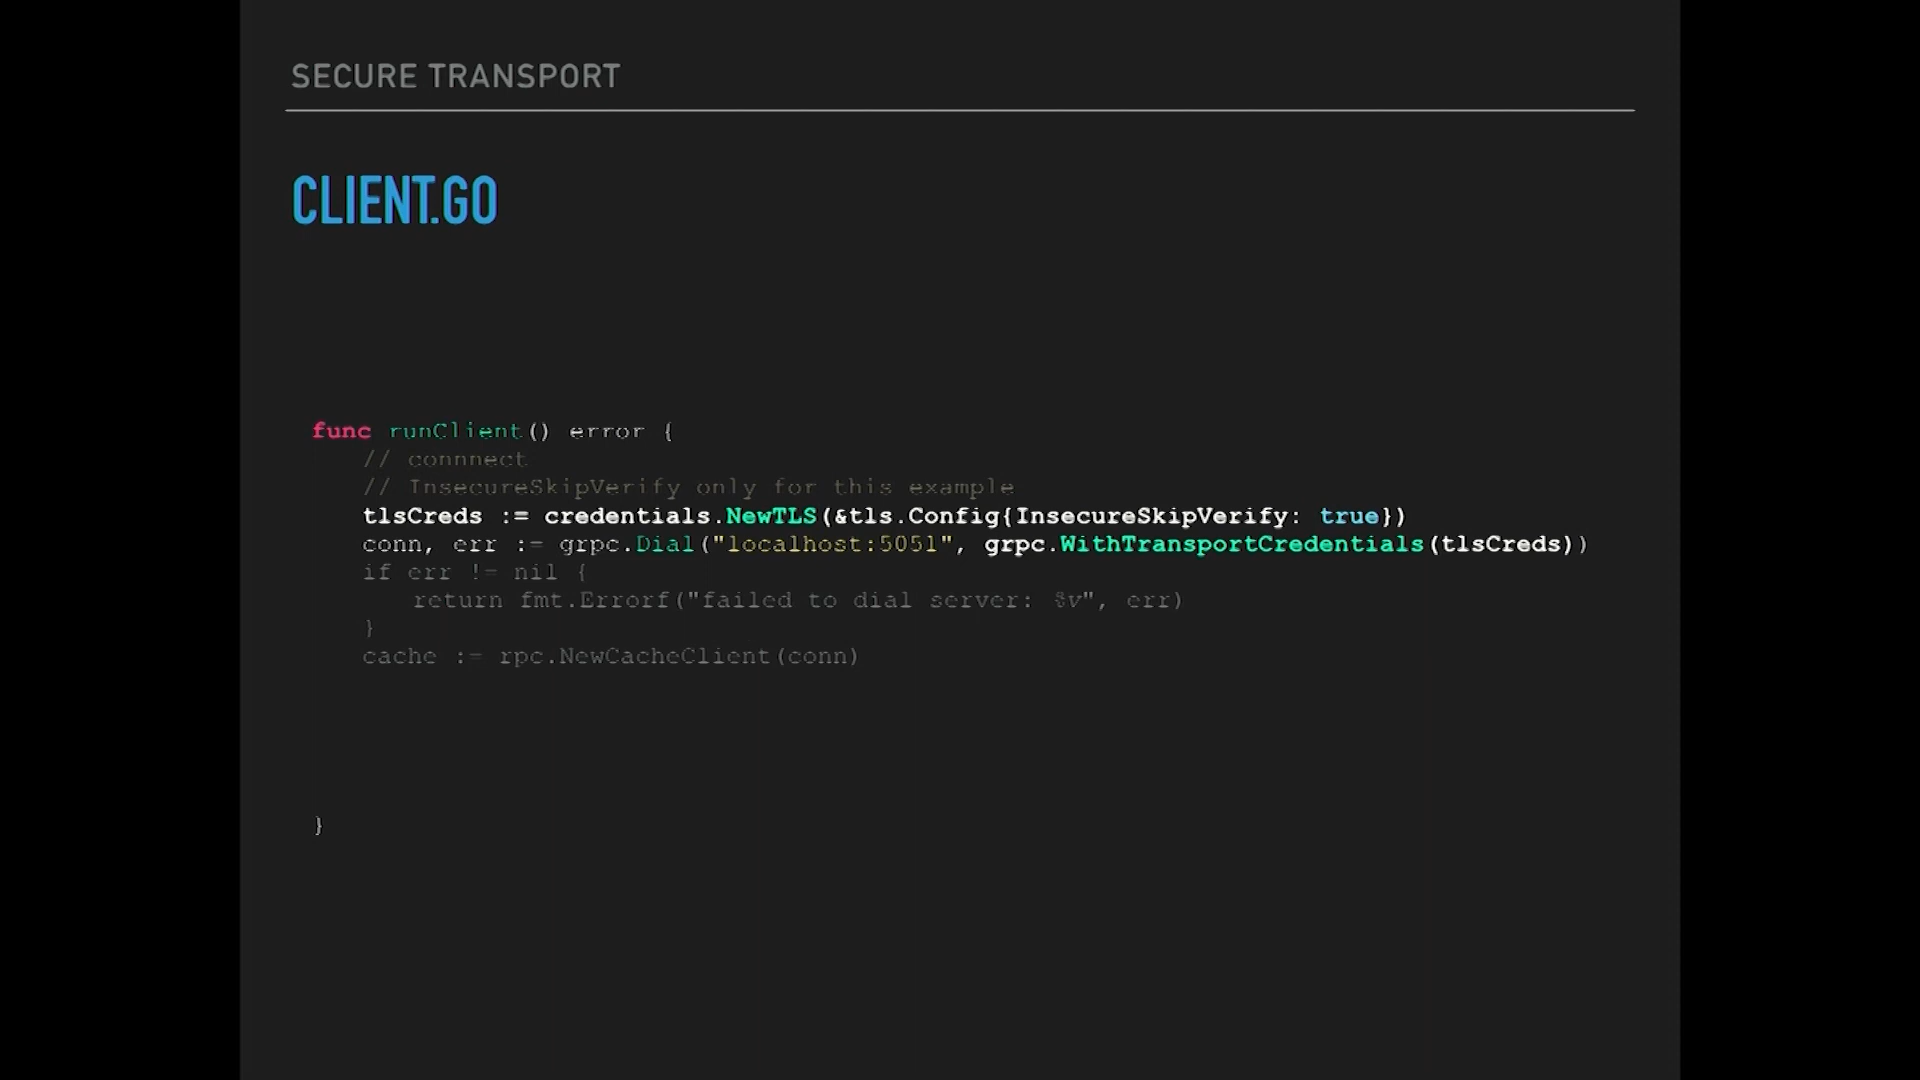 SECURE TRANSPORT
CLIENT.GO
func runClient() error {
// connnect
// InsecureSkipVerify only for this example
tlsCreds := credentials.NewTLS(&tls.Config{InsecureSkipVerify: true})
conn, err := grpc.Dial("localhost:5051", grpc.WithTransportCredentials(tlsCreds))
if err != nil {
return fmt.Errorf("failed to dial server: %v", err)
}
cache := rpc.NewCacheClient(conn)
}